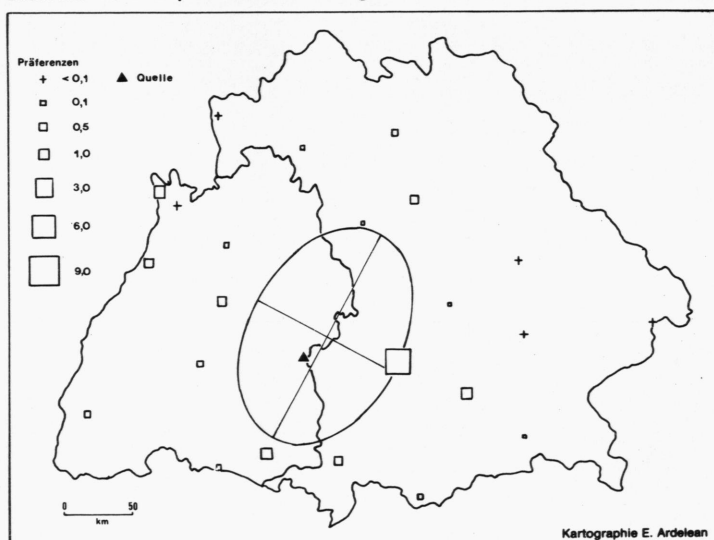 Präferenzen
+ < 0,1 ▲ Quelle
0,1
0,5
1,0
3,0
6,0
9,0
0 50
km
Kartographie E. Ardelean